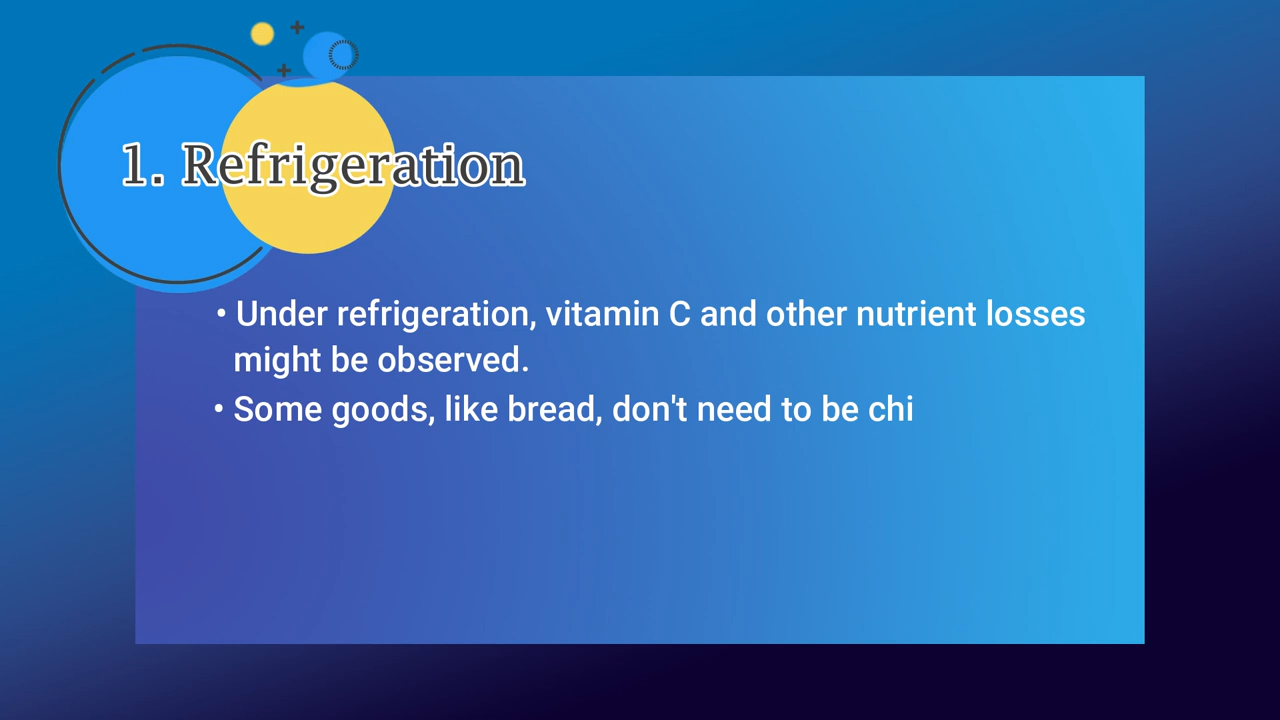 1. Refrigeration
• Under refrigeration, vitamin C and other nutrient losses
might be observed.
• Some goods, like bread, don't need to be chi